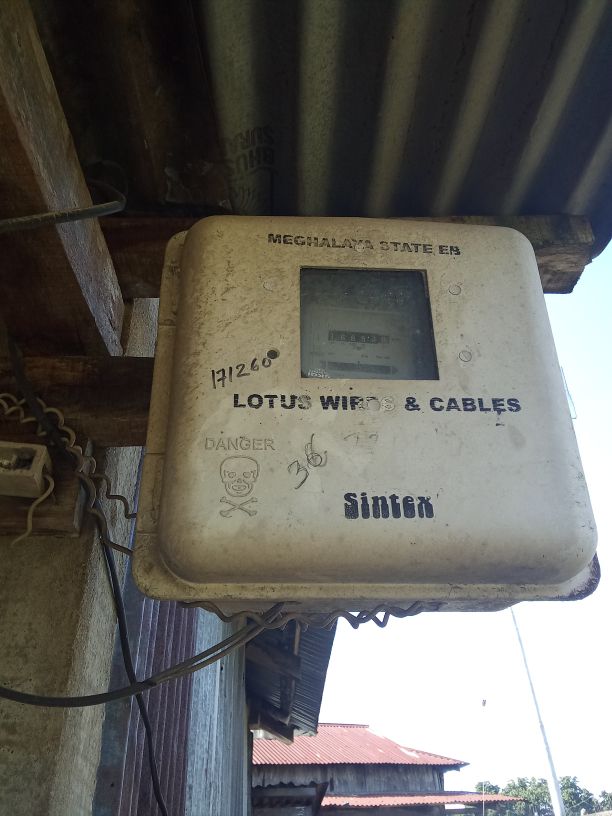 MEGHALAYA STATE EB
171260
LOTUS WIRES & CABLES
DANGER
36
Sintex